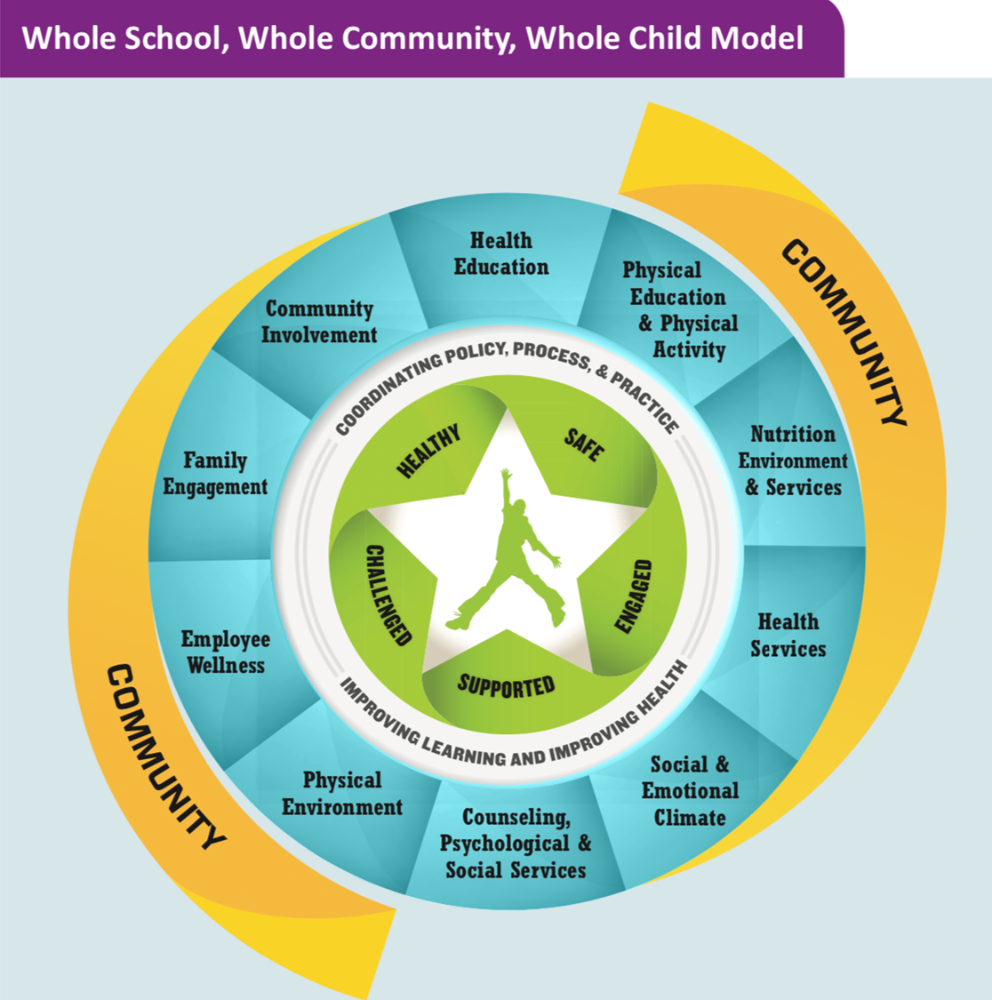 Whole School, Whole Community, Whole Child Model
COMMUNITY
Health
Education
Physical
Education
& Physical
Activity
Nutrition
Environment
& Services
Health
Services
Social &
Emotional
Climate
Counseling,
Psychological &
Social Services
Physical
Environment
Employee
Wellness
Family
Engagement
Community
Involvement
COORDINATING POLICY, PROCESS, & PRACTICE
IMPROVING LEARNING AND IMPROVING HEALTH
HEALTHY
SAFE
ENGAGED
SUPPORTED
CHALLENGED
COMMUNITY